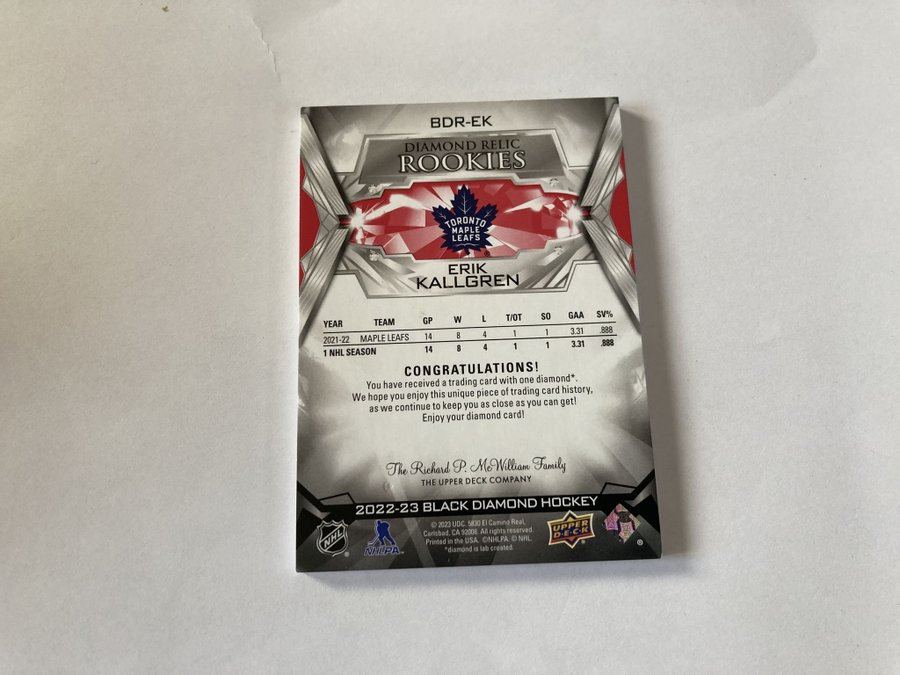 BDR-EK
DIAMOND RELIC
ROOKIES
TORONTO
MAPLE
LEAFS
®
ERIK
KALLGREN
YEAR TEAM GP W L T/OT SO GAA SV%
2021-22 MAPLE LEAFS 14 8 4 1 1 3.31 .888
1 NHL SEASON 14 8 4 1 1 3.31 .888
CONGRATULATIONS!
You have received a trading card with one diamond*.
We hope you enjoy this unique piece of trading card history,
as we continue to keep you as close as you can get!
Enjoy your diamond card!
The Richard P. McWilliam Family
THE UPPER DECK COMPANY
2022-23 BLACK DIAMOND HOCKEY
NHL
NHLPA
© 2023 UDC. 5830 El Camino Real,
Carlsbad, CA 92008. All rights reserved.
Printed in the USA. ©NHLPA. © NHL.
*diamond is lab created.
UPPER
DECK
®